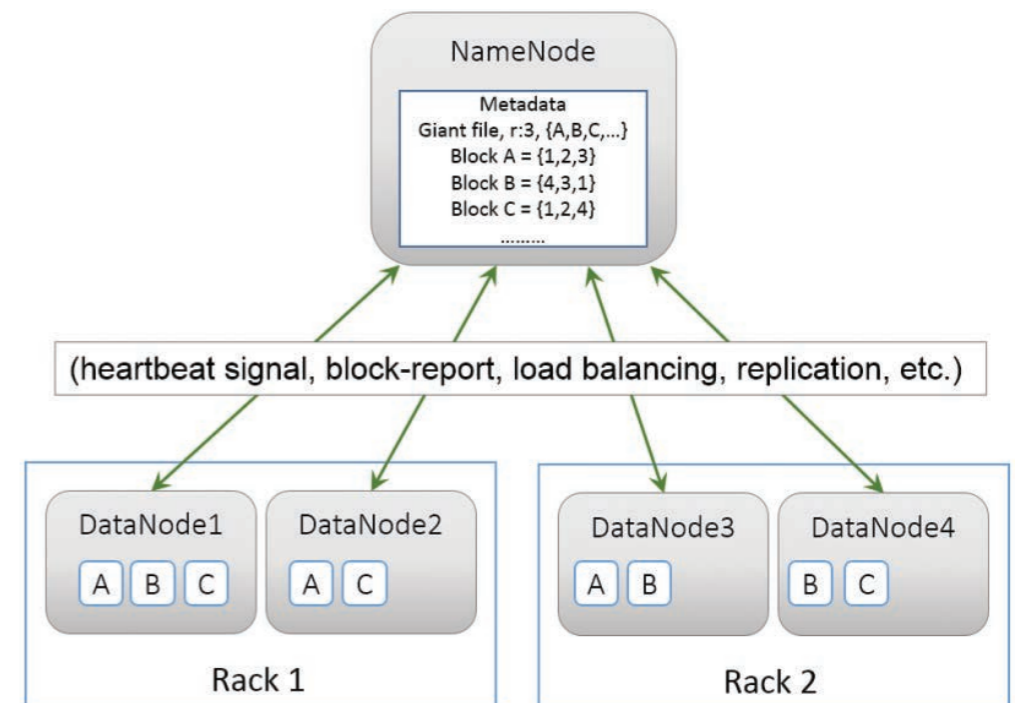 NameNode
Metadata
Giant file, r:3, {A,B,C,...}
Block A = {1,2,3}
Block B = {4,3,1}
Block C = {1,2,4}
.........
(heartbeat signal, block-report, load balancing, replication, etc.)
DataNode1
A B C
DataNode2
A C
Rack 1
DataNode3
A B
DataNode4
B C
Rack 2